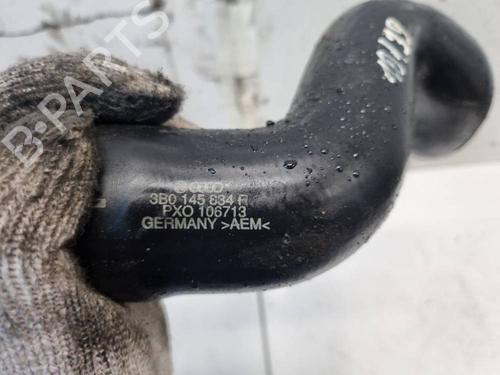 B-PARTS
3B0 145 834 R
PXO 106713
GERMANY >AEM<